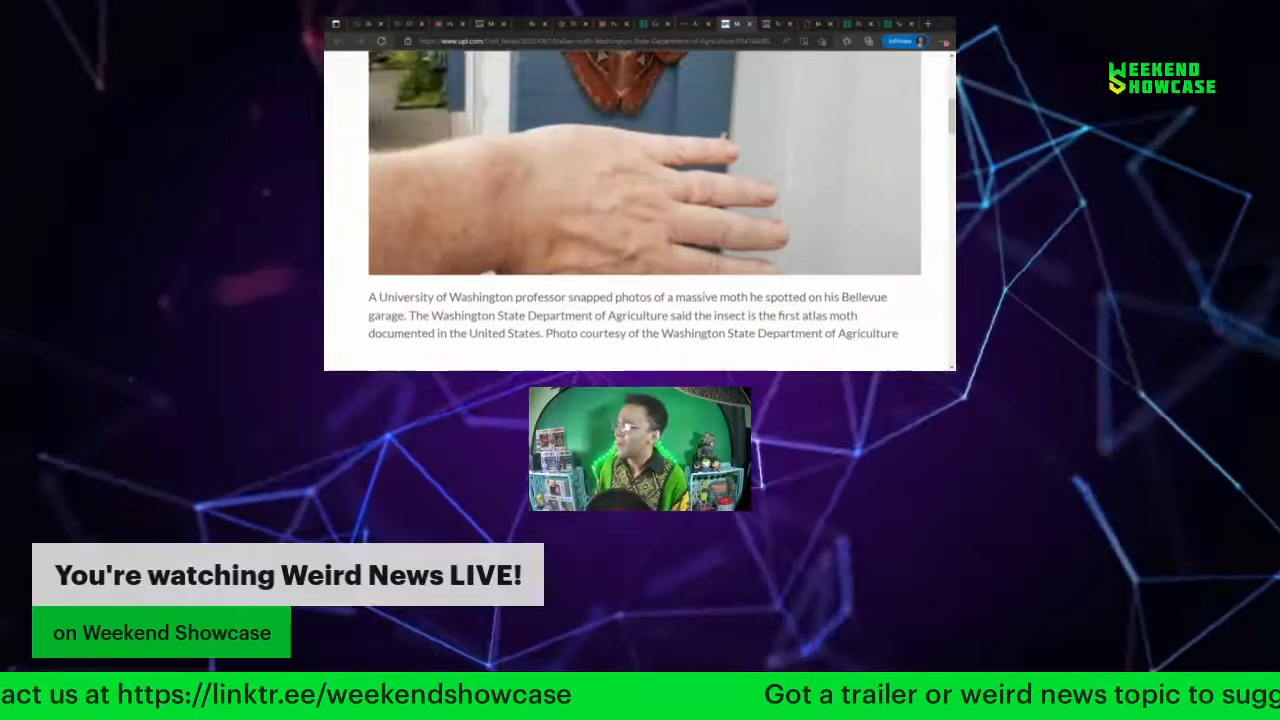 InPrivate
WEEKEND
SHOWCASE
A University of Washington professor snapped photos of a massive moth he spotted on his Bellevue
garage. The Washington State Department of Agriculture said the insect is the first atlas moth
documented in the United States. Photo courtesy of the Washington State Department of Agriculture
You're watching Weird News LIVE!
on Weekend Showcase
act us at https://linktr.ee/weekendshowcase Got a trailer or weird news topic to sugg